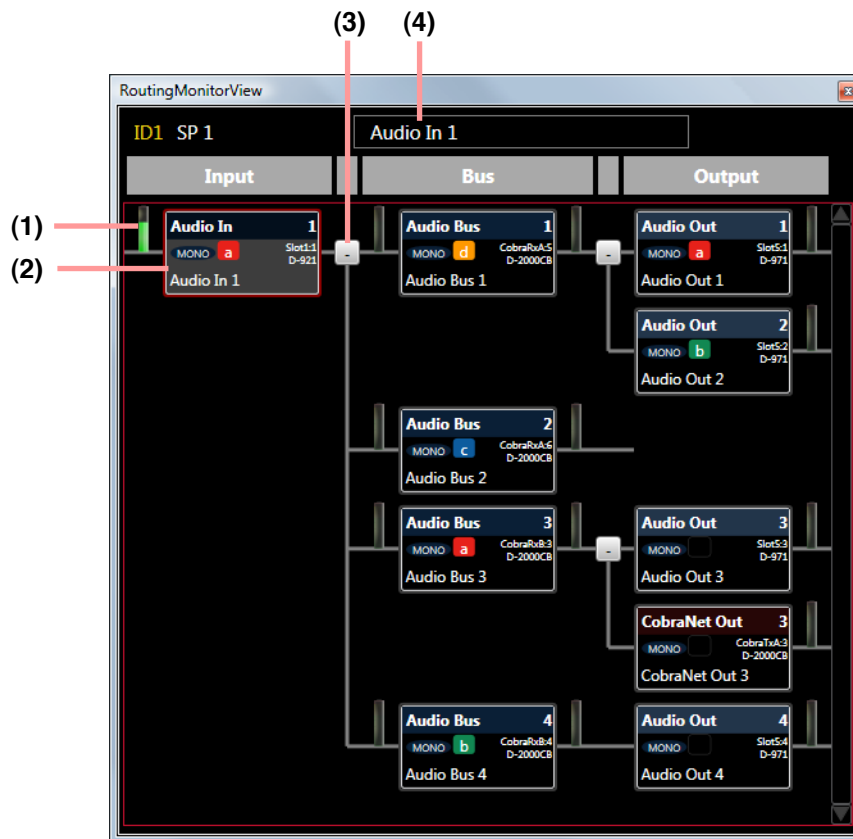 (3) (4)
RoutingMonitorView x
ID1 SP 1 Audio In 1
Input Bus Output
(1)
(2)
Audio In 1
MONO a Slot1:1
D-921
Audio In 1
-
Audio Bus 1
MONO d CobraRxA:5
D-2000CB
Audio Bus 1
-
Audio Out 1
MONO a Slot5:1
D-971
Audio Out 1
Audio Out 2
MONO b Slot5:2
D-971
Audio Out 2
Audio Bus 2
MONO c CobraRxA:6
D-2000CB
Audio Bus 2
Audio Bus 3
MONO a CobraRxB:3
D-2000CB
Audio Bus 3
-
Audio Out 3
MONO Slot5:3
D-971
Audio Out 3
CobraNet Out 3
MONO CobraTxA:3
D-2000CB
CobraNet Out 3
Audio Bus 4
MONO b CobraRxB:4
D-2000CB
Audio Bus 4
Audio Out 4
MONO Slot5:4
D-971
Audio Out 4